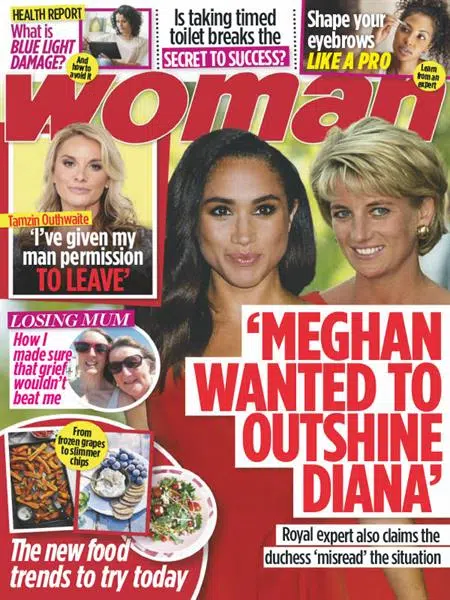 HEALTH REPORT
What is
BLUE LIGHT
DAMAGE?
And
how to
avoid it
Is taking timed
toilet breaks the
SECRET TO SUCCESS?
Shape your
eyebrows
LIKE A PRO
Learn
from an
expert
woman
Tamzin Outhwaite
‘I’ve given my
man permission
TO LEAVE’
LOSING MUM
How I
made sure
that grief
wouldn’t
beat me
‘MEGHAN
WANTED TO
OUTSHINE
DIANA’
Royal expert also claims the
duchess ‘misread’ the situation
From
frozen grapes
to slimmer
chips
The new food
trends to try today